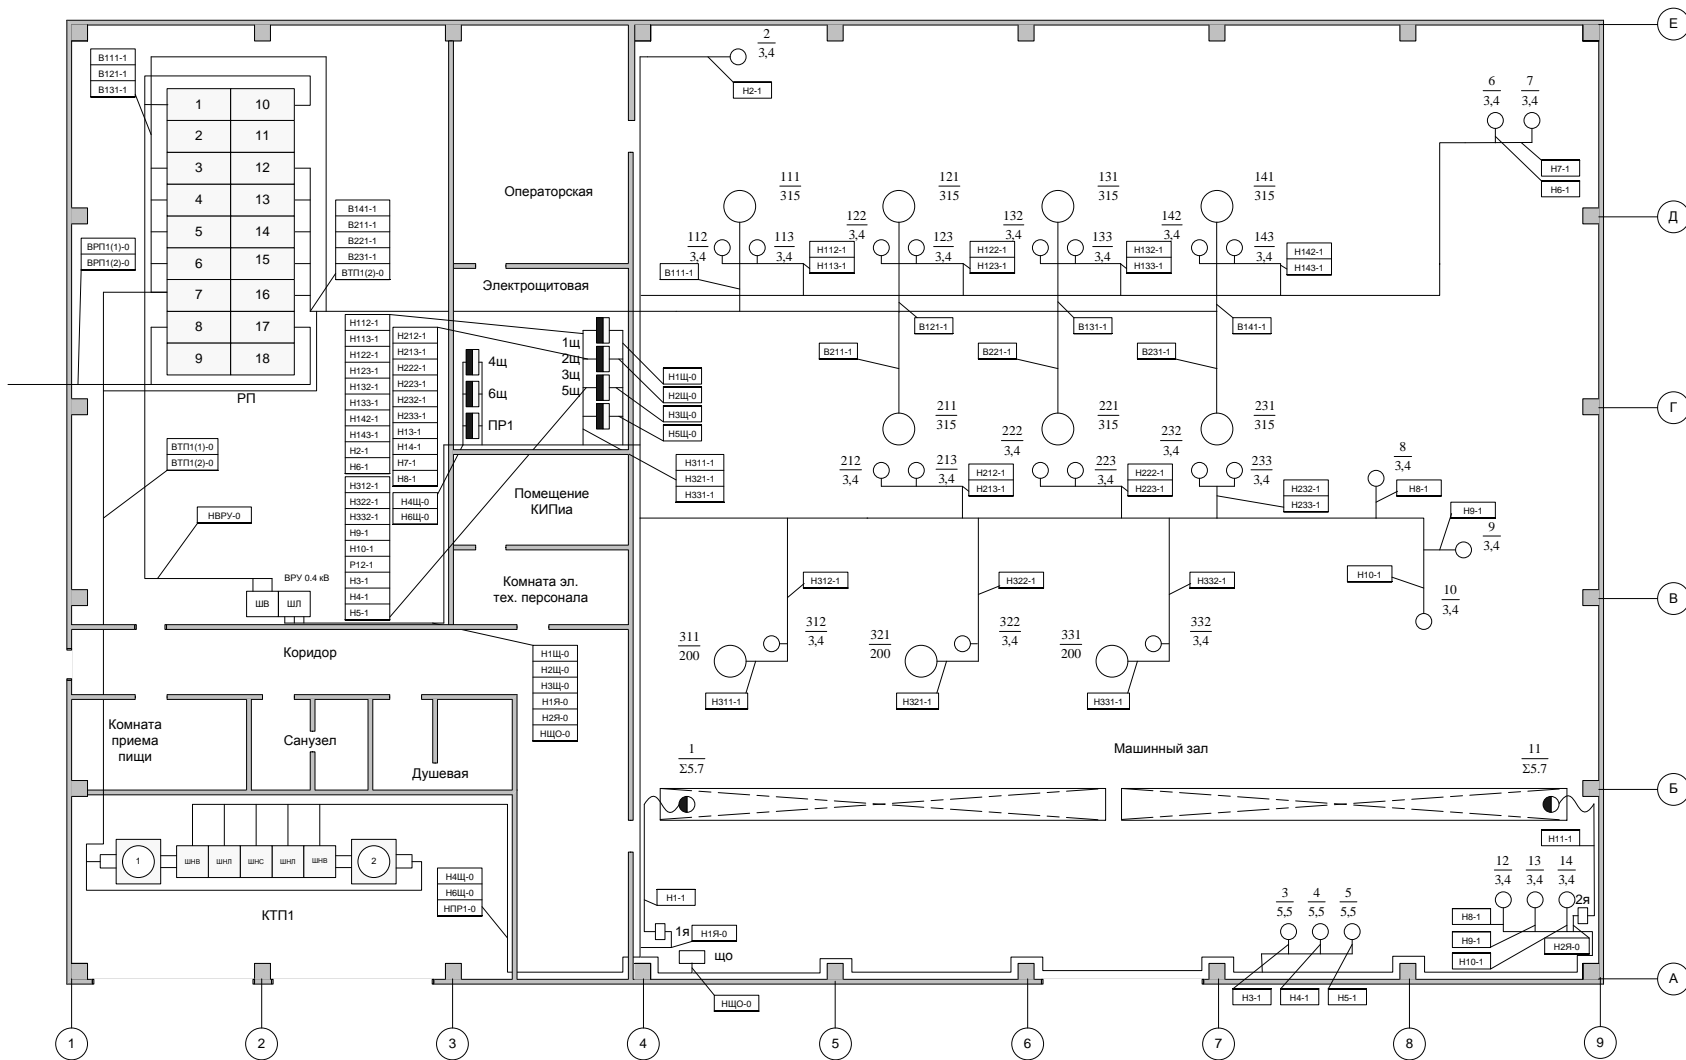 Е
2
3,4
Н2-1
В111-1
В121-1
В131-1
1
10
2
11
3
12
4
13
5
14
6
15
7
16
8
17
9
18
РП
6
3,4
7
3,4
Н7-1
Н6-1
Операторская
В141-1
В211-1
В221-1
В231-1
ВТП1(2)-0
ВРП1(1)-0
ВРП1(2)-0
111
315
121
315
131
315
141
315
Д
112
3,4
113
3,4
Н112-1
Н113-1
122
3,4
123
3,4
Н122-1
Н123-1
132
3,4
133
3,4
Н132-1
Н133-1
142
3,4
143
3,4
Н142-1
Н143-1
В111-1
Электрощитовая
В121-1
В131-1
В141-1
В211-1
В221-1
В231-1
Н112-1
Н113-1
Н122-1
Н123-1
Н132-1
Н133-1
Н142-1
Н143-1
Н2-1
Н6-1
Н212-1
Н213-1
Н222-1
Н223-1
Н232-1
Н233-1
Н13-1
Н14-1
Н7-1
Н8-1
4щ
6щ
ПР1
1щ
2щ
3щ
5щ
Н1Щ-0
Н2Щ-0
Н3Щ-0
Н5Щ-0
Г
211
315
221
315
231
315
ВТП1(1)-0
ВТП1(2)-0
Н311-1
Н321-1
Н331-1
212
3,4
213
3,4
Н212-1
Н213-1
222
3,4
223
3,4
Н222-1
Н223-1
232
3,4
233
3,4
Н232-1
Н233-1
8
3,4
Н8-1
Н312-1
Н322-1
Н332-1
Н9-1
Н10-1
Р12-1
Н3-1
Н4-1
Н5-1
Н4Щ-0
Н6Щ-0
Помещение
КИПиа
НВРУ-0
Н9-1
9
3,4
ВРУ 0.4 кВ
ШВ
ШЛ
Комната эл.
тех. персонала
Н312-1
Н322-1
Н332-1
Н10-1
10
3,4
В
311
200
312
3,4
321
200
322
3,4
331
200
332
3,4
Н311-1
Н321-1
Н331-1
Коридор
Н1Щ-0
Н2Щ-0
Н3Щ-0
Н1Я-0
Н2Я-0
НЩО-0
Комната
приема
пищи
Санузел
Душевая
Машинный зал
1
Σ5.7
11
Σ5.7
Б
Н11-1
1
ШНВ
ШНЛ
ШНС
ШНЛ
ШНВ
2
КТП1
Н4Щ-0
Н6Щ-0
НПР1-0
Н1-1
1я
Н1Я-0
що
НЩО-0
3
5,5
4
5,5
5
5,5
Н3-1
Н4-1
Н5-1
12
3,4
13
3,4
14
3,4
2я
Н8-1
Н9-1
Н10-1
Н2Я-0
А
1
2
3
4
5
6
7
8
9